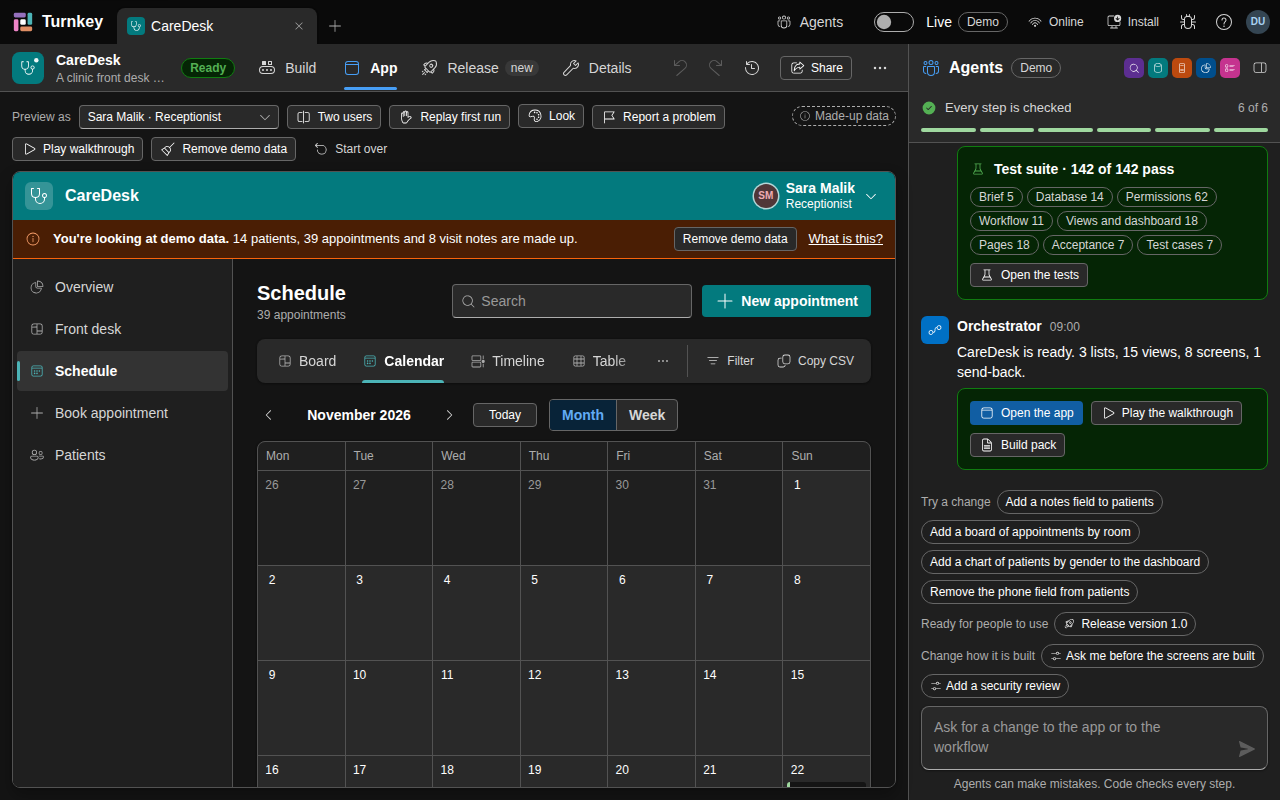 Turnkey
CareDesk
Agents
Live
Demo
Online
Install
DU
CareDesk
A clinic front desk …
Ready
Build
App
Release new
Details
Share
Preview as
Sara Malik · Receptionist
Two users
Replay first run
Look
Report a problem
Made-up data
Play walkthrough
Remove demo data
Start over
CareDesk
SM
Sara Malik
Receptionist
You're looking at demo data. 14 patients, 39 appointments and 8 visit notes are made up.
Remove demo data
What is this?
Overview
Front desk
Schedule
Book appointment
Patients
Schedule
39 appointments
Search
New appointment
Board
Calendar
Timeline
Table
Filter
Copy CSV
November 2026
Today
Month
Week
Mon Tue Wed Thu Fri Sat Sun
26 27 28 29 30 31 1
2 3 4 5 6 7 8
9 10 11 12 13 14 15
16 17 18 19 20 21 22
Agents
Demo
Every step is checked
6 of 6
Test suite · 142 of 142 pass
Brief 5
Database 14
Permissions 62
Workflow 11
Views and dashboard 18
Pages 18
Acceptance 7
Test cases 7
Open the tests
Orchestrator 09:00
CareDesk is ready. 3 lists, 15 views, 8 screens, 1
send-back.
Open the app
Play the walkthrough
Build pack
Try a change
Add a notes field to patients
Add a board of appointments by room
Add a chart of patients by gender to the dashboard
Remove the phone field from patients
Ready for people to use
Release version 1.0
Change how it is built
Ask me before the screens are built
Add a security review
Ask for a change to the app or to the
workflow
Agents can make mistakes. Code checks every step.